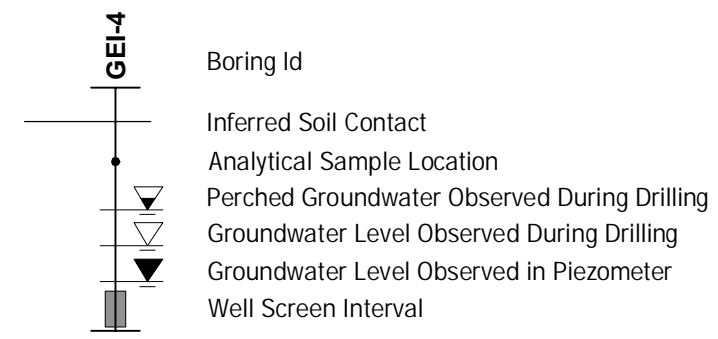 GEI-4
Boring Id
Inferred Soil Contact
Analytical Sample Location
Perched Groundwater Observed During Drilling
Groundwater Level Observed During Drilling
Groundwater Level Observed in Piezometer
Well Screen Interval